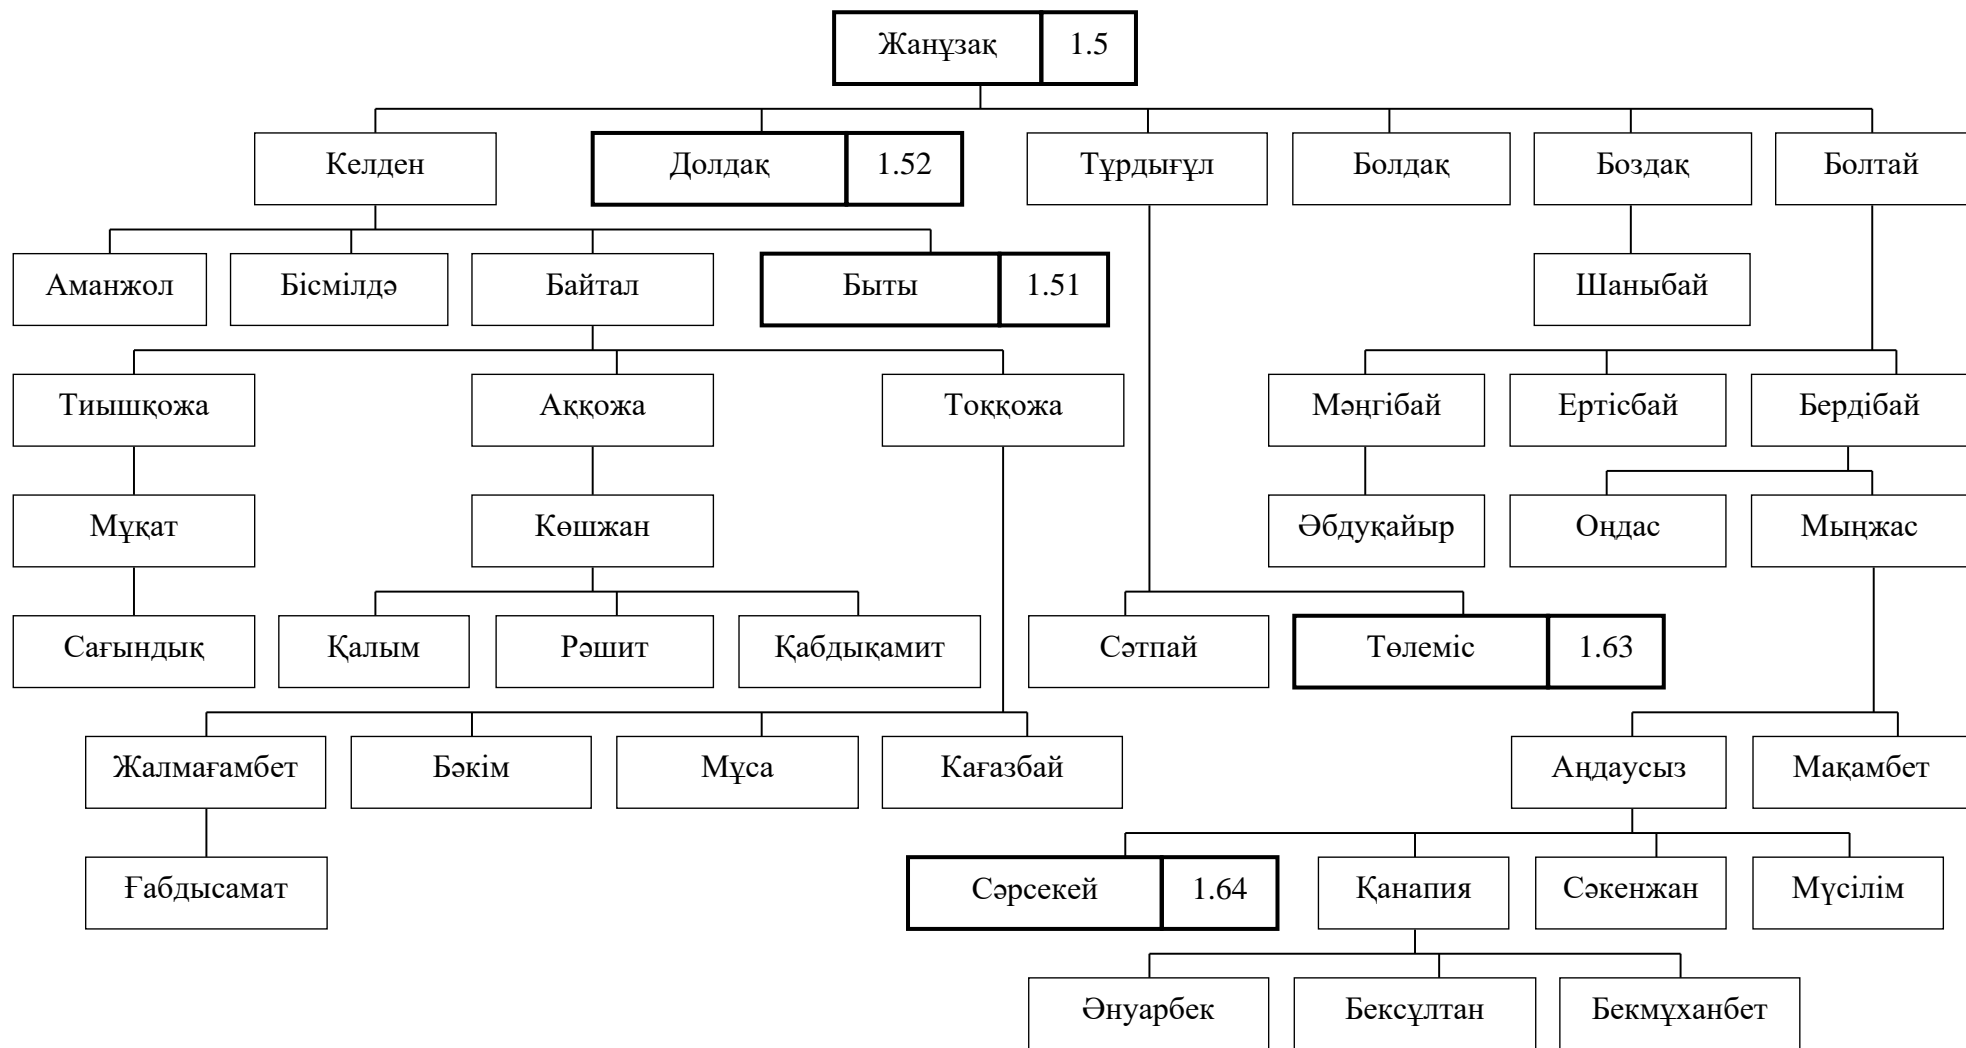 Жанұзақ 1.5
Келден Долдақ 1.52 Тұрдығұл Болдақ Боздақ Болтай
Аманжол Бісмілдә Байтал Быты 1.51 Шаныбай
Тиышқожа Аққожа Тоққожа Мәңгібай Ертісбай Бердібай
Мұқат Көшжан Әбдуқайыр Оңдас Мыңжас
Сағындық Қалым Рәшит Қабдықамит Сәтпай Төлеміс 1.63
Жалмағамбет Бәкім Мұса Кағазбай Аңдаусыз Мақамбет
Ғабдысамат Сәрсекей 1.64 Қанапия Сәкенжан Мүсілім
Әнуарбек Бексұлтан Бекмұханбет